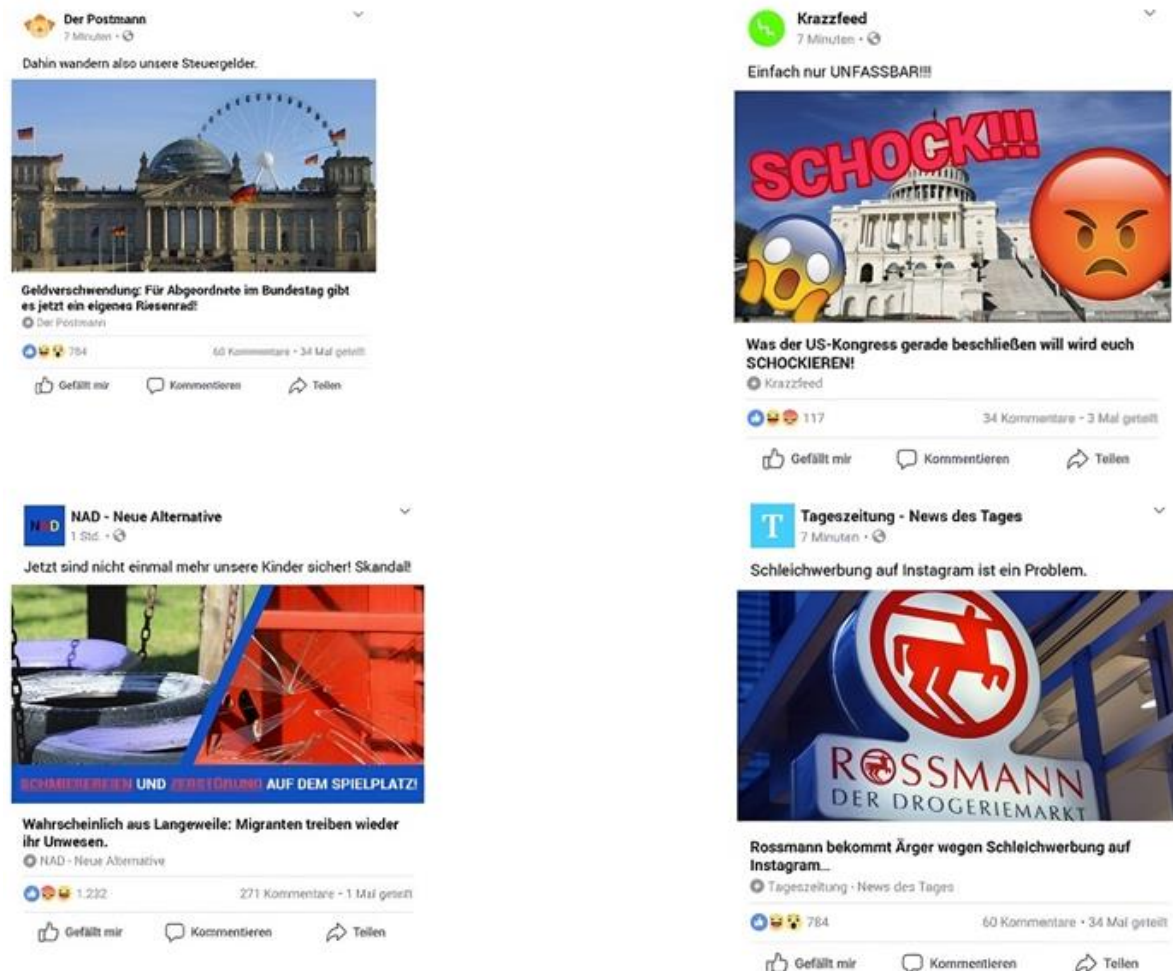 Der Postmann
7 Minuten
Dahin wandern also unsere Steuergelder.
Geldverschwendung: Für Abgeordnete im Bundestag gibt
es jetzt ein eigenes Riesenrad!
Der Postmann
784 60 Kommentare - 34 Mal geteilt
Gefällt mir Kommentieren Teilen
Krazzfeed
7 Minuten
Einfach nur UNFASSBAR!!!!
SCHOCK!!!
Was der US-Kongress gerade beschließen will wird euch
SCHOCKIEREN!
Krazzfeed
117 34 Kommentare - 3 Mal geteilt
Gefällt mir Kommentieren Teilen
NAD
NAD - Neue Alternative
1 Std.
Jetzt sind nicht einmal mehr unsere Kinder sicher! Skandal!
SCHMIEREREIEN UND ZERSTÖRUNG AUF DEM SPIELPLATZ!
Wahrscheinlich aus Langeweile: Migranten treiben wieder
ihr Unwesen.
NAD - Neue Alternative
1.232 271 Kommentare - 1 Mal geteilt
Gefällt mir Kommentieren Teilen
T
Tageszeitung - News des Tages
7 Minuten
Schleichwerbung auf Instagram ist ein Problem.
ROSSMANN
DER DROGERIEMARKT
Rossmann bekommt Ärger wegen Schleichwerbung auf
Instagram...
Tageszeitung - News des Tages
784 60 Kommentare - 34 Mal geteilt
Gefällt mir Kommentieren Teilen